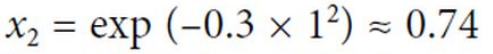 x₂ = exp (−0.3 × 1²) ≈ 0.74